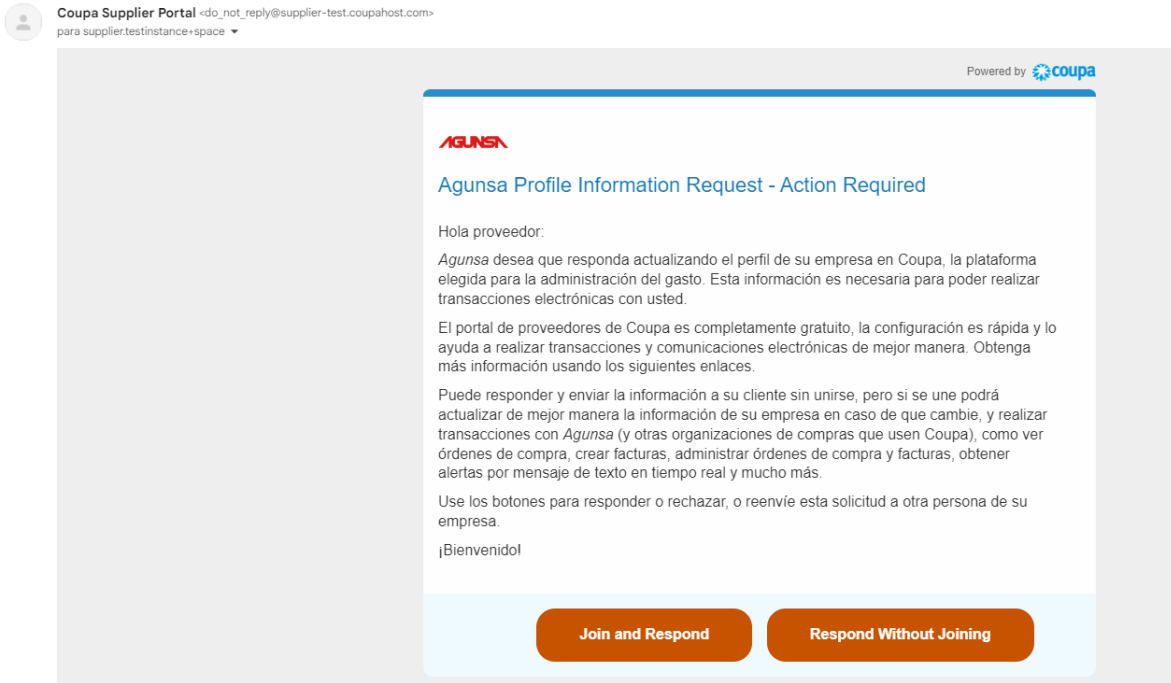 Coupa Supplier Portal <do_not_reply@supplier-test.coupahost.com>
para supplier.testinstance+space
Powered by coupa
AGUNSA
Agunsa Profile Information Request - Action Required
Hola proveedor:
Agunsa desea que responda actualizando el perfil de su empresa en Coupa, la plataforma
elegida para la administración del gasto. Esta información es necesaria para poder realizar
transacciones electrónicas con usted.
El portal de proveedores de Coupa es completamente gratuito, la configuración es rápida y lo
ayuda a realizar transacciones y comunicaciones electrónicas de mejor manera. Obtenga
más información usando los siguientes enlaces.
Puede responder y enviar la información a su cliente sin unirse, pero si se une podrá
actualizar de mejor manera la información de su empresa en caso de que cambie, y realizar
transacciones con Agunsa (y otras organizaciones de compras que usen Coupa), como ver
órdenes de compra, crear facturas, administrar órdenes de compra y facturas, obtener
alertas por mensaje de texto en tiempo real y mucho más.
Use los botones para responder o rechazar, o reenvíe esta solicitud a otra persona de su
empresa.
¡Bienvenido!
Join and Respond
Respond Without Joining